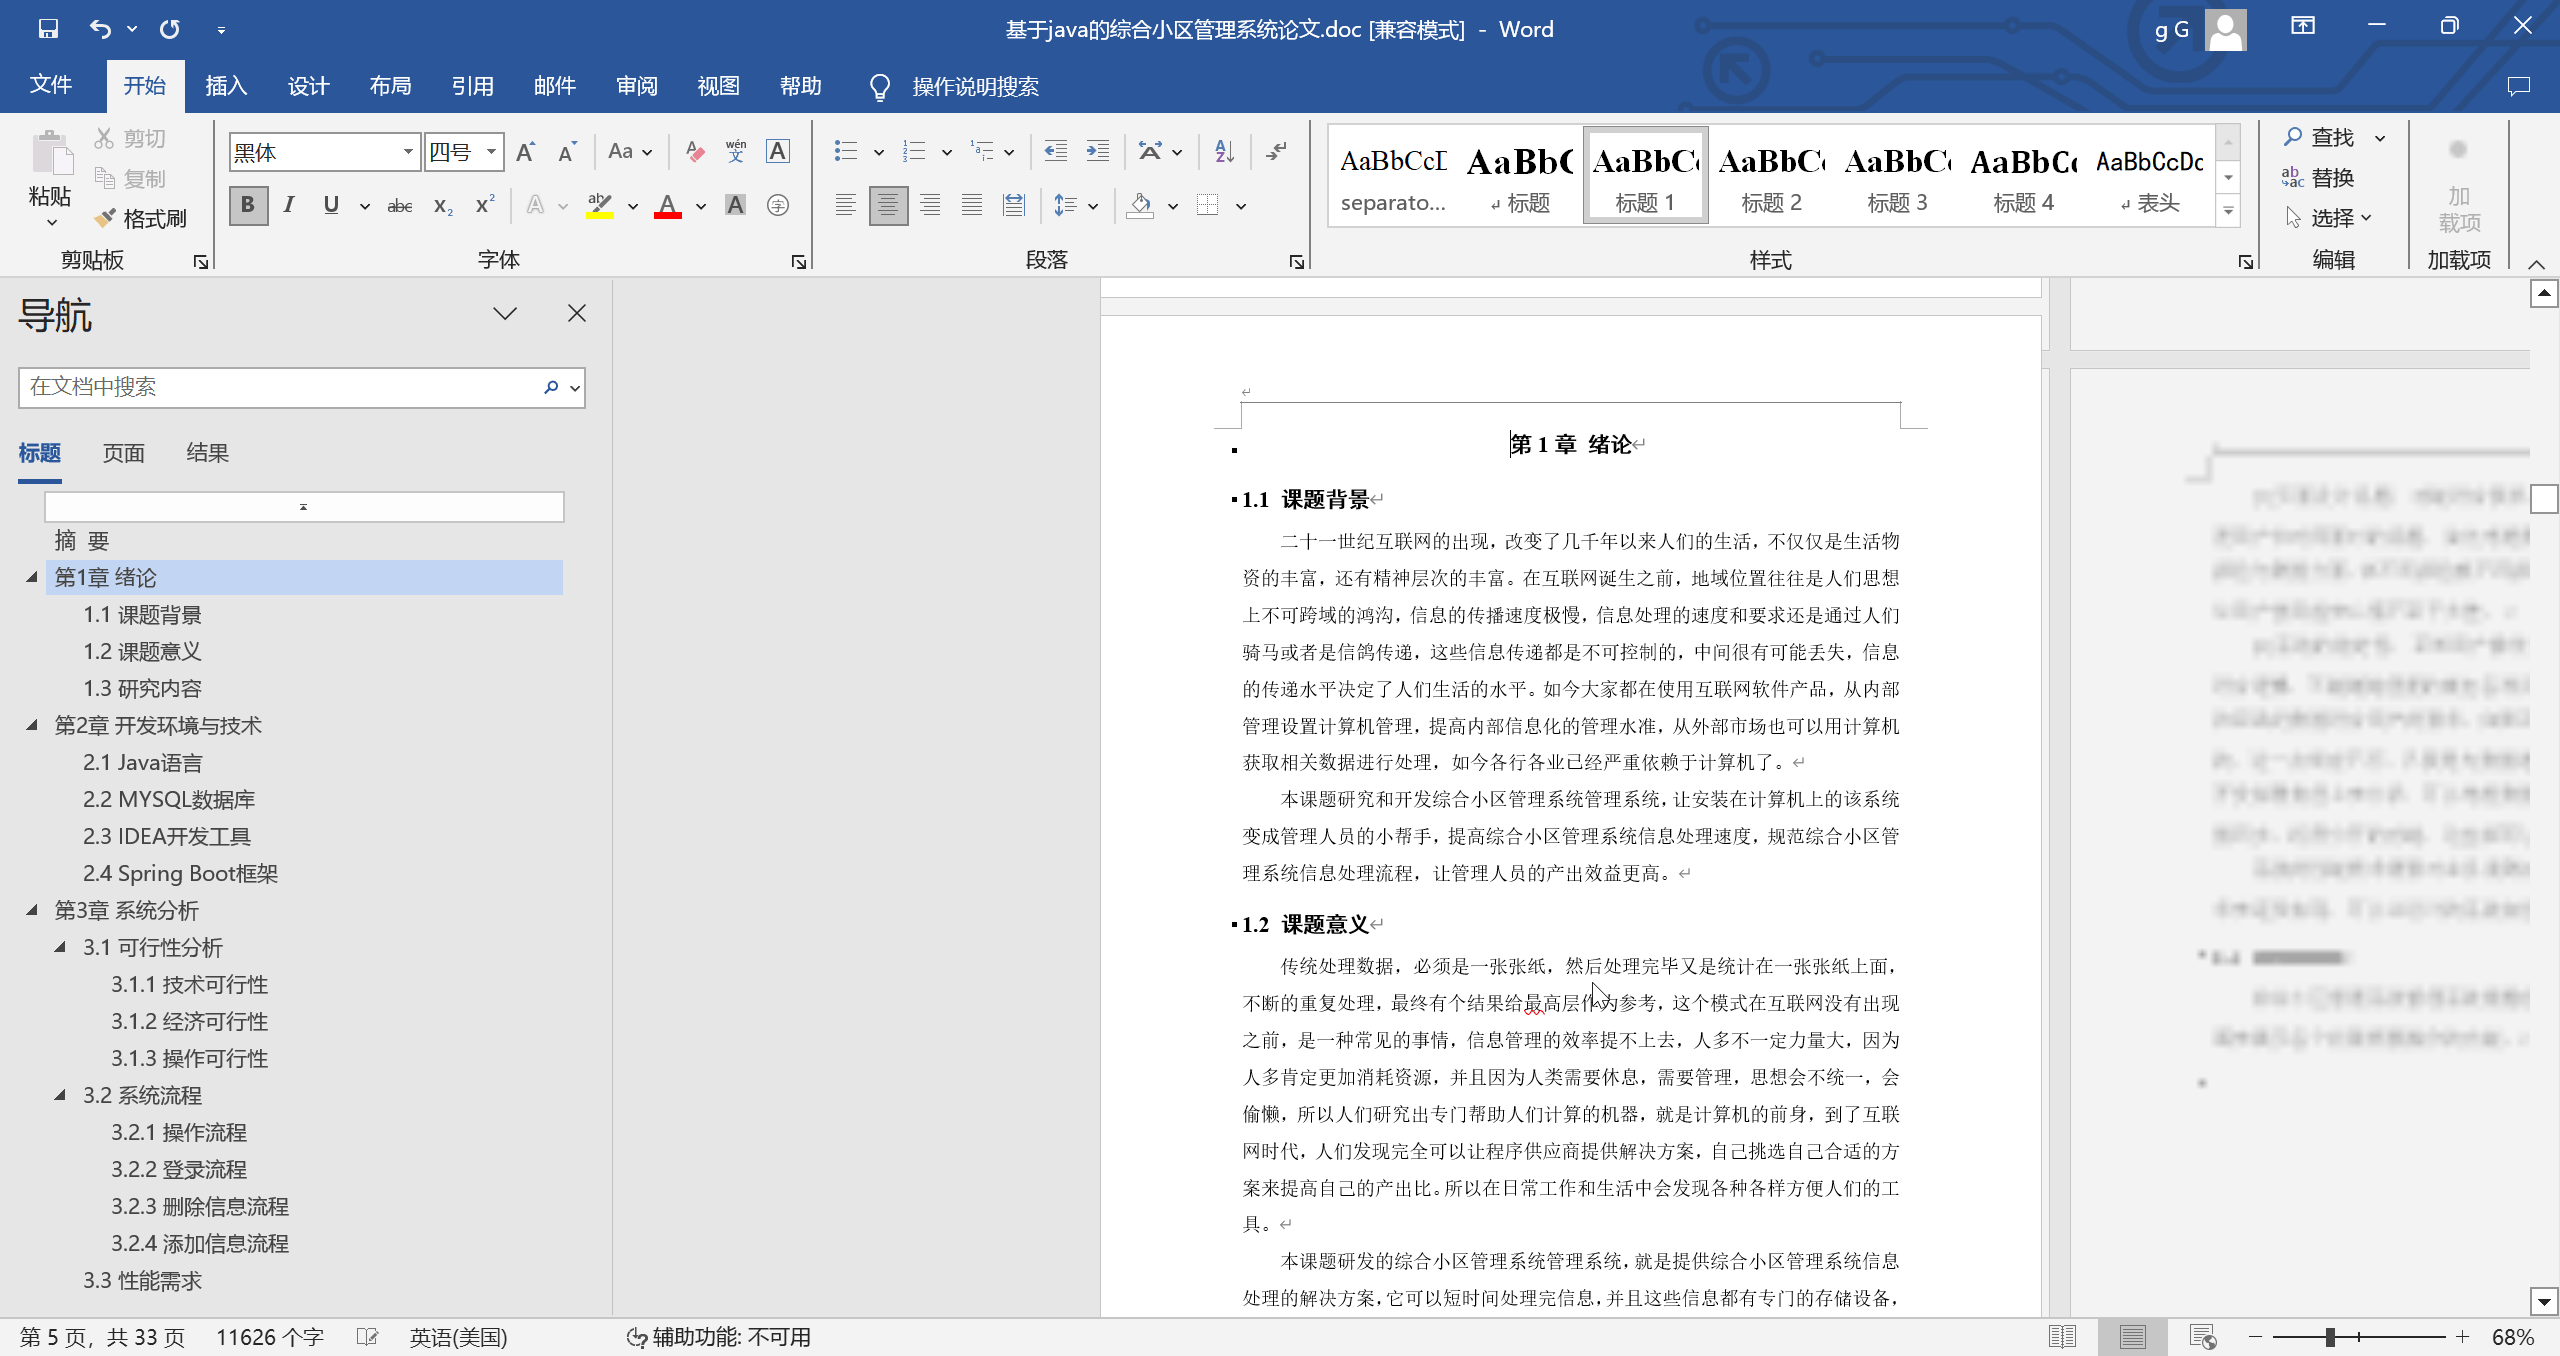 基于java的综合小区管理系统论文.doc [兼容模式] - Word
g G
文件 开始 插入 设计 布局 引用 邮件 审阅 视图 帮助 操作说明搜索
粘贴 剪切 复制 格式刷
剪贴板
黑体 四号
字体
段落
AaBbCcD AaBbC AaBbCc AaBbCc AaBbCc AaBbCc AaBbCcDc
separato... 标题 标题 1 标题 2 标题 3 标题 4 表头
样式
查找
替换
选择
编辑
加载项
加载项
导航
在文档中搜索
标题 页面 结果
摘 要
第1章 绪论
1.1 课题背景
1.2 课题意义
1.3 研究内容
第2章 开发环境与技术
2.1 Java语言
2.2 MYSQL数据库
2.3 IDEA开发工具
2.4 Spring Boot框架
第3章 系统分析
3.1 可行性分析
3.1.1 技术可行性
3.1.2 经济可行性
3.1.3 操作可行性
3.2 系统流程
3.2.1 操作流程
3.2.2 登录流程
3.2.3 删除信息流程
3.2.4 添加信息流程
3.3 性能需求
第 1 章 绪论
1.1 课题背景
二十一世纪互联网的出现，改变了几千年以来人们的生活，不仅仅是生活物
资的丰富，还有精神层次的丰富。在互联网诞生之前，地域位置往往是人们思想
上不可跨域的鸿沟，信息的传播速度极慢，信息处理的速度和要求还是通过人们
骑马或者是信鸽传递，这些信息传递都是不可控制的，中间很有可能丢失，信息
的传递水平决定了人们生活的水平。如今大家都在使用互联网软件产品，从内部
管理设置计算机管理，提高内部信息化的管理水准，从外部市场也可以用计算机
获取相关数据进行处理，如今各行各业已经严重依赖于计算机了。
本课题研究和开发综合小区管理系统管理系统，让安装在计算机上的该系统
变成管理人员的小帮手，提高综合小区管理系统信息处理速度，规范综合小区管
理系统信息处理流程，让管理人员的产出效益更高。
1.2 课题意义
传统处理数据，必须是一张张纸，然后处理完毕又是统计在一张张纸上面，
不断的重复处理，最终有个结果给最高层作为参考，这个模式在互联网没有出现
之前，是一种常见的事情，信息管理的效率提不上去，人多不一定力量大，因为
人多肯定更加消耗资源，并且因为人类需要休息，需要管理，思想会不统一，会
偷懒，所以人们研究出专门帮助人们计算的机器，就是计算机的前身，到了互联
网时代，人们发现完全可以让程序供应商提供解决方案，自己挑选自己合适的方
案来提高自己的产出比。所以在日常工作和生活中会发现各种各样方便人们的工
具。
本课题研发的综合小区管理系统管理系统，就是提供综合小区管理系统信息
处理的解决方案，它可以短时间处理完信息，并且这些信息都有专门的存储设备，
第 5 页，共 33 页 11626 个字 英语(美国) 辅助功能: 不可用 68%